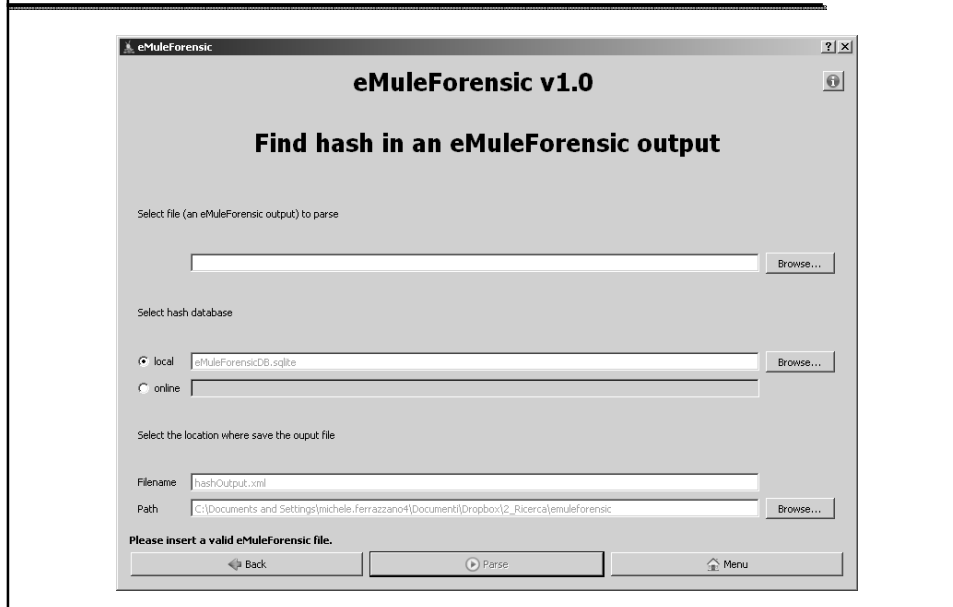 eMuleForensic
eMuleForensic v1.0
Find hash in an eMuleForensic output
Select file (an eMuleForensic output) to parse
Browse...
Select hash database
local eMuleForensicDB.sqlite Browse...
online
Select the location where save the ouput file
Filename hashOutput.xml
Path C:\Documents and Settings\michele.ferrazzano4\Documenti\Dropbox\2_Ricerca\emuleforensic Browse...
Please insert a valid eMuleForensic file.
Back Parse Menu